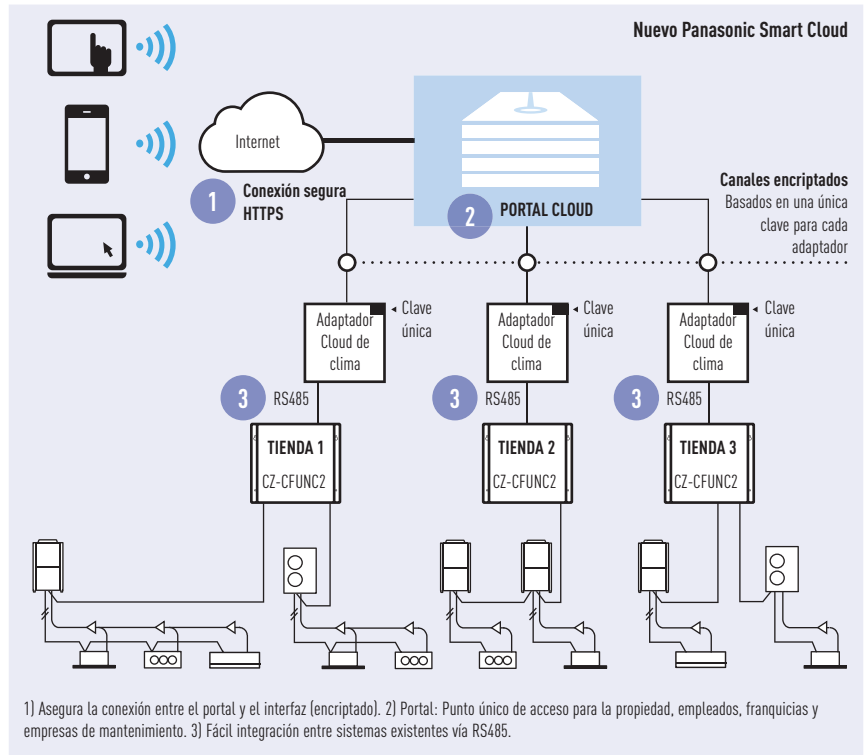 Nuevo Panasonic Smart Cloud
Internet
1
Conexión segura
HTTPS
2
PORTAL CLOUD
Canales encriptados
Basados en una única
clave para cada
adaptador
Adaptador
Cloud de
clima
Clave
única
Adaptador
Cloud de
clima
Clave
única
Adaptador
Cloud de
clima
Clave
única
3 RS485
3 RS485
3 RS485
TIENDA 1
CZ-CFUNC2
TIENDA 2
CZ-CFUNC2
TIENDA 3
CZ-CFUNC2
1) Asegura la conexión entre el portal y el interfaz (encriptado). 2) Portal: Punto único de acceso para la propiedad, empleados, franquicias y
empresas de mantenimiento. 3) Fácil integración entre sistemas existentes vía RS485.